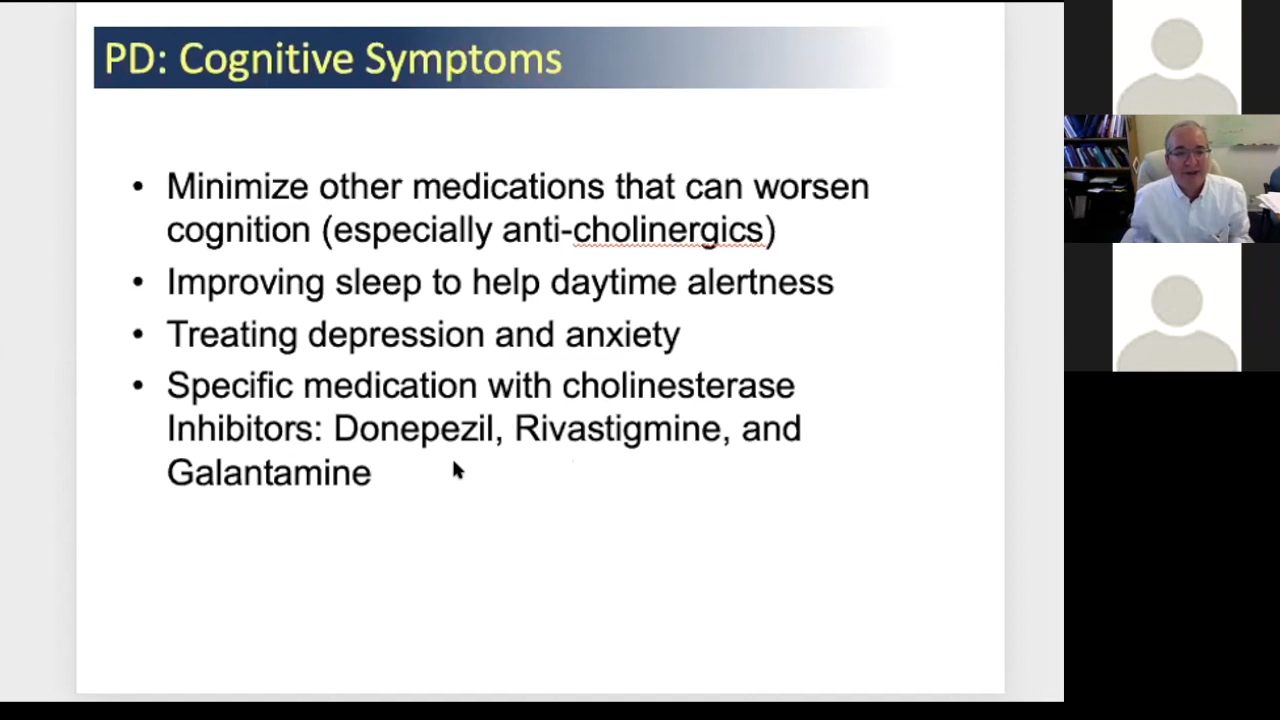 PD: Cognitive Symptoms
• Minimize other medications that can worsen
cognition (especially anti-cholinergics)
• Improving sleep to help daytime alertness
• Treating depression and anxiety
• Specific medication with cholinesterase
Inhibitors: Donepezil, Rivastigmine, and
Galantamine